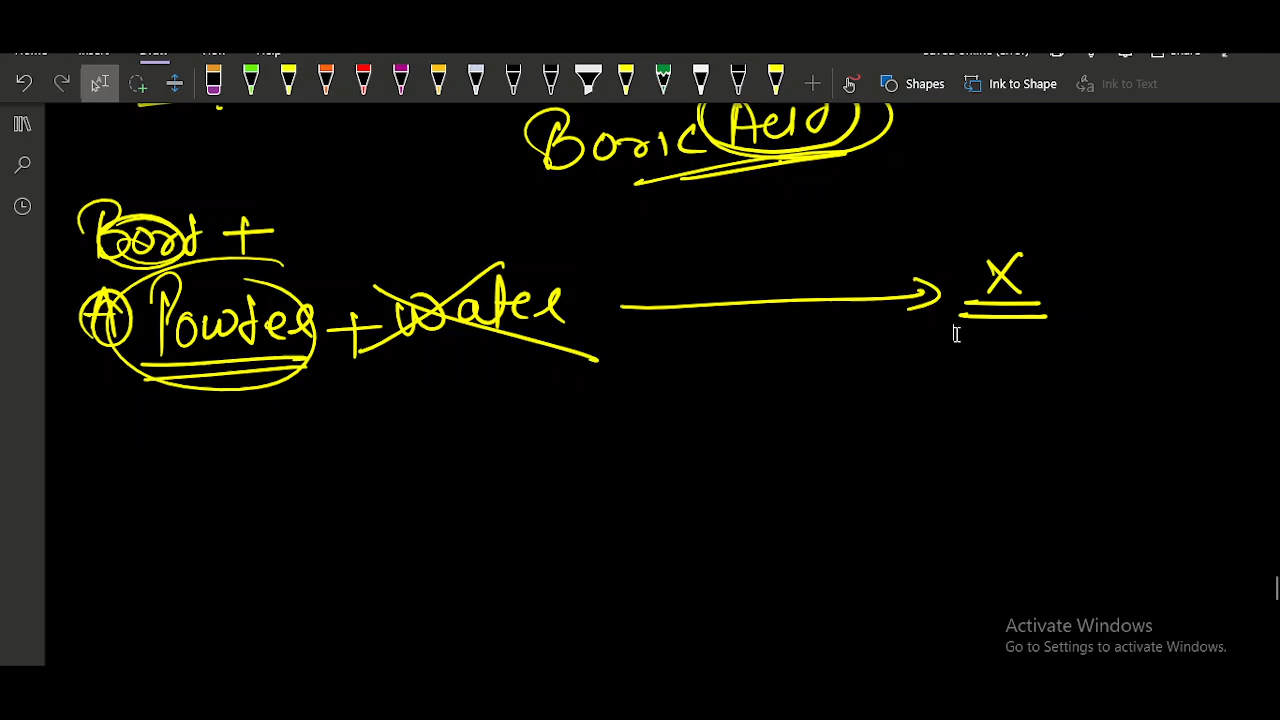 Shapes Ink to Shape Ink to Text
Boric Acid
Bort +
A Powder + Water → X
Activate Windows
Go to Settings to activate Windows.